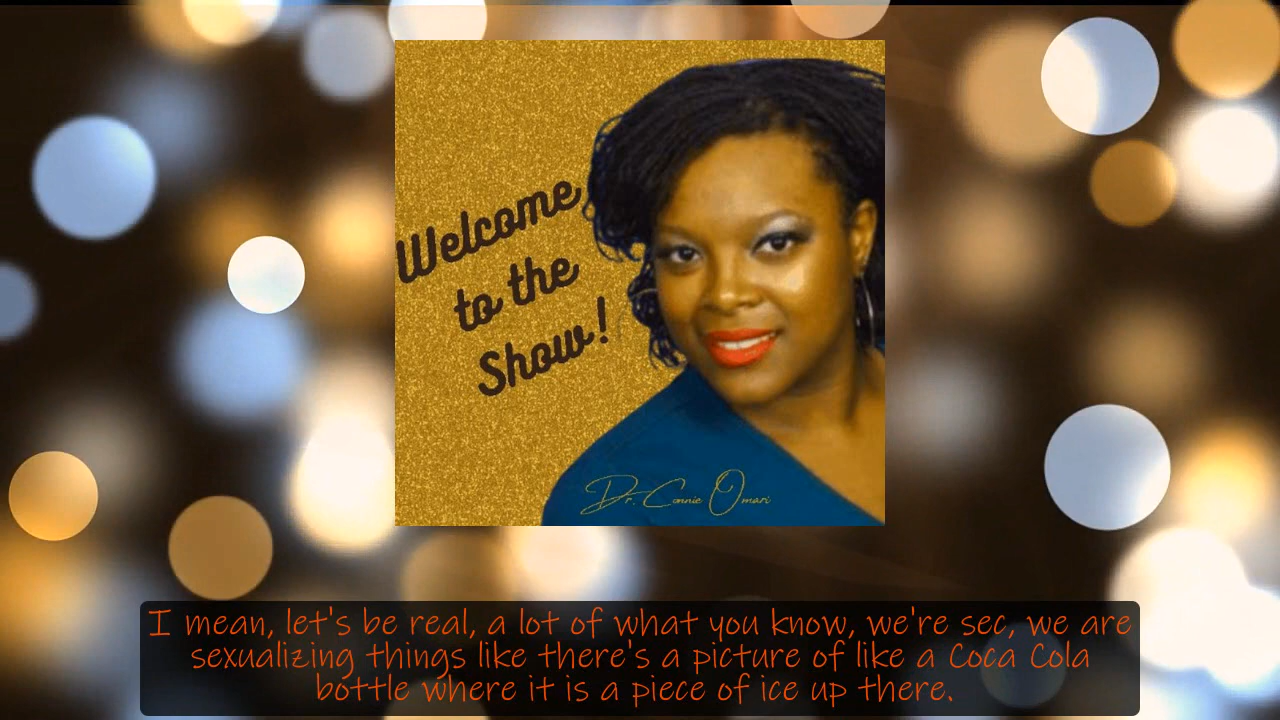 Welcome
to the
Show!
Dr. Connie Omari
I mean, let's be real, a lot of what you know, we're sec, we are
sexualizing things like there's a picture of like a Coca Cola
bottle where it is a piece of ice up there.